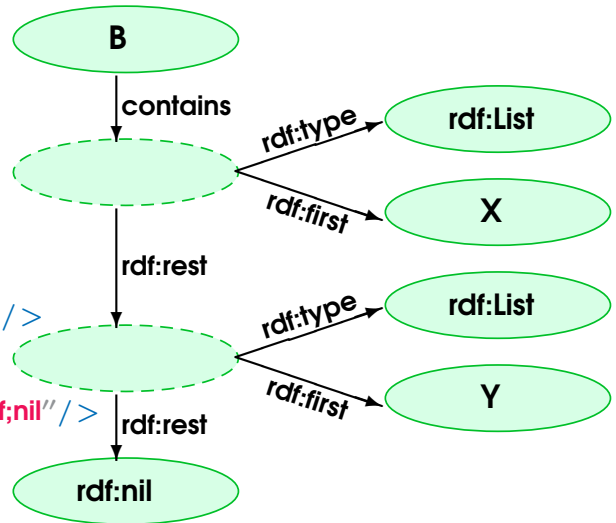 B
contains
rdf:type
rdf:List
rdf:first
X
rdf:rest
/>
rdf:type
rdf:List
rdf:first
Y
f;nil″/>
rdf:rest
rdf:nil